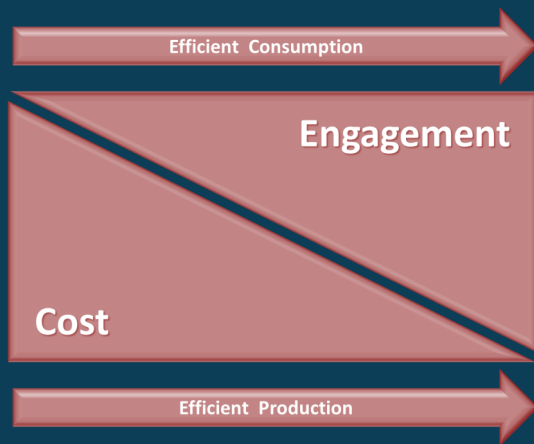 Efficient Consumption
Engagement
Cost
Efficient Production